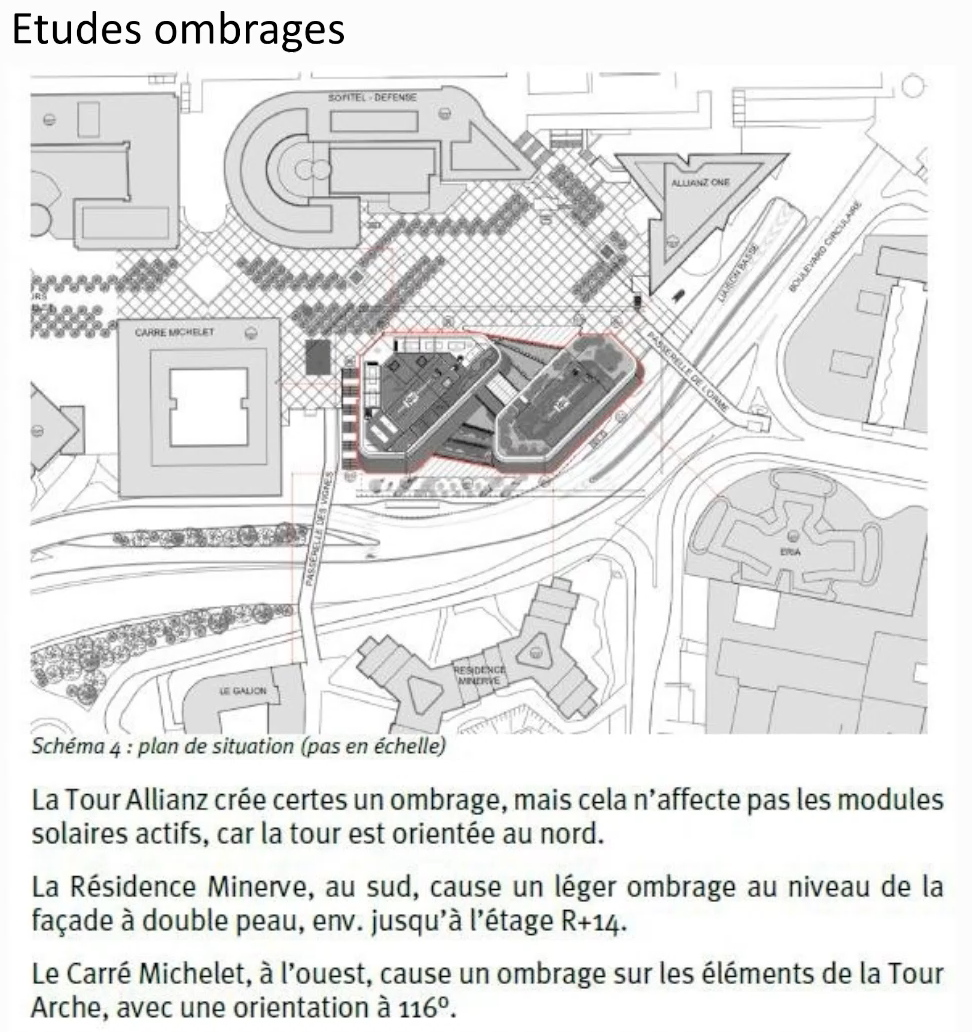 Etudes ombrages
SOFITEL - DEFENSE
ALLIANZ ONE
LIAISON BASSE
BOULEVARD CIRCULAIRE
CARRE MICHELET
PASSERELLE DE L'ORME
PASSERELLE DES VIGNES
ERIA
RESIDENCE
MINERVE
LE GALION
Schéma 4 : plan de situation (pas en échelle)
La Tour Allianz crée certes un ombrage, mais cela n'affecte pas les modules
solaires actifs, car la tour est orientée au nord.
La Résidence Minerve, au sud, cause un léger ombrage au niveau de la
façade à double peau, env. jusqu'à l'étage R+14.
Le Carré Michelet, à l'ouest, cause un ombrage sur les éléments de la Tour
Arche, avec une orientation à 116°.